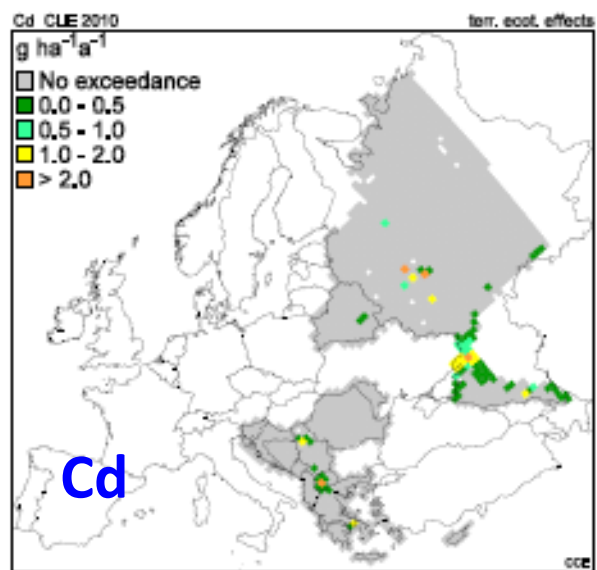 Cd CLE 2010 terr. ecot. effects
g ha⁻¹a⁻¹
No exceedance
0.0 - 0.5
0.5 - 1.0
1.0 - 2.0
> 2.0
Cd
CCE